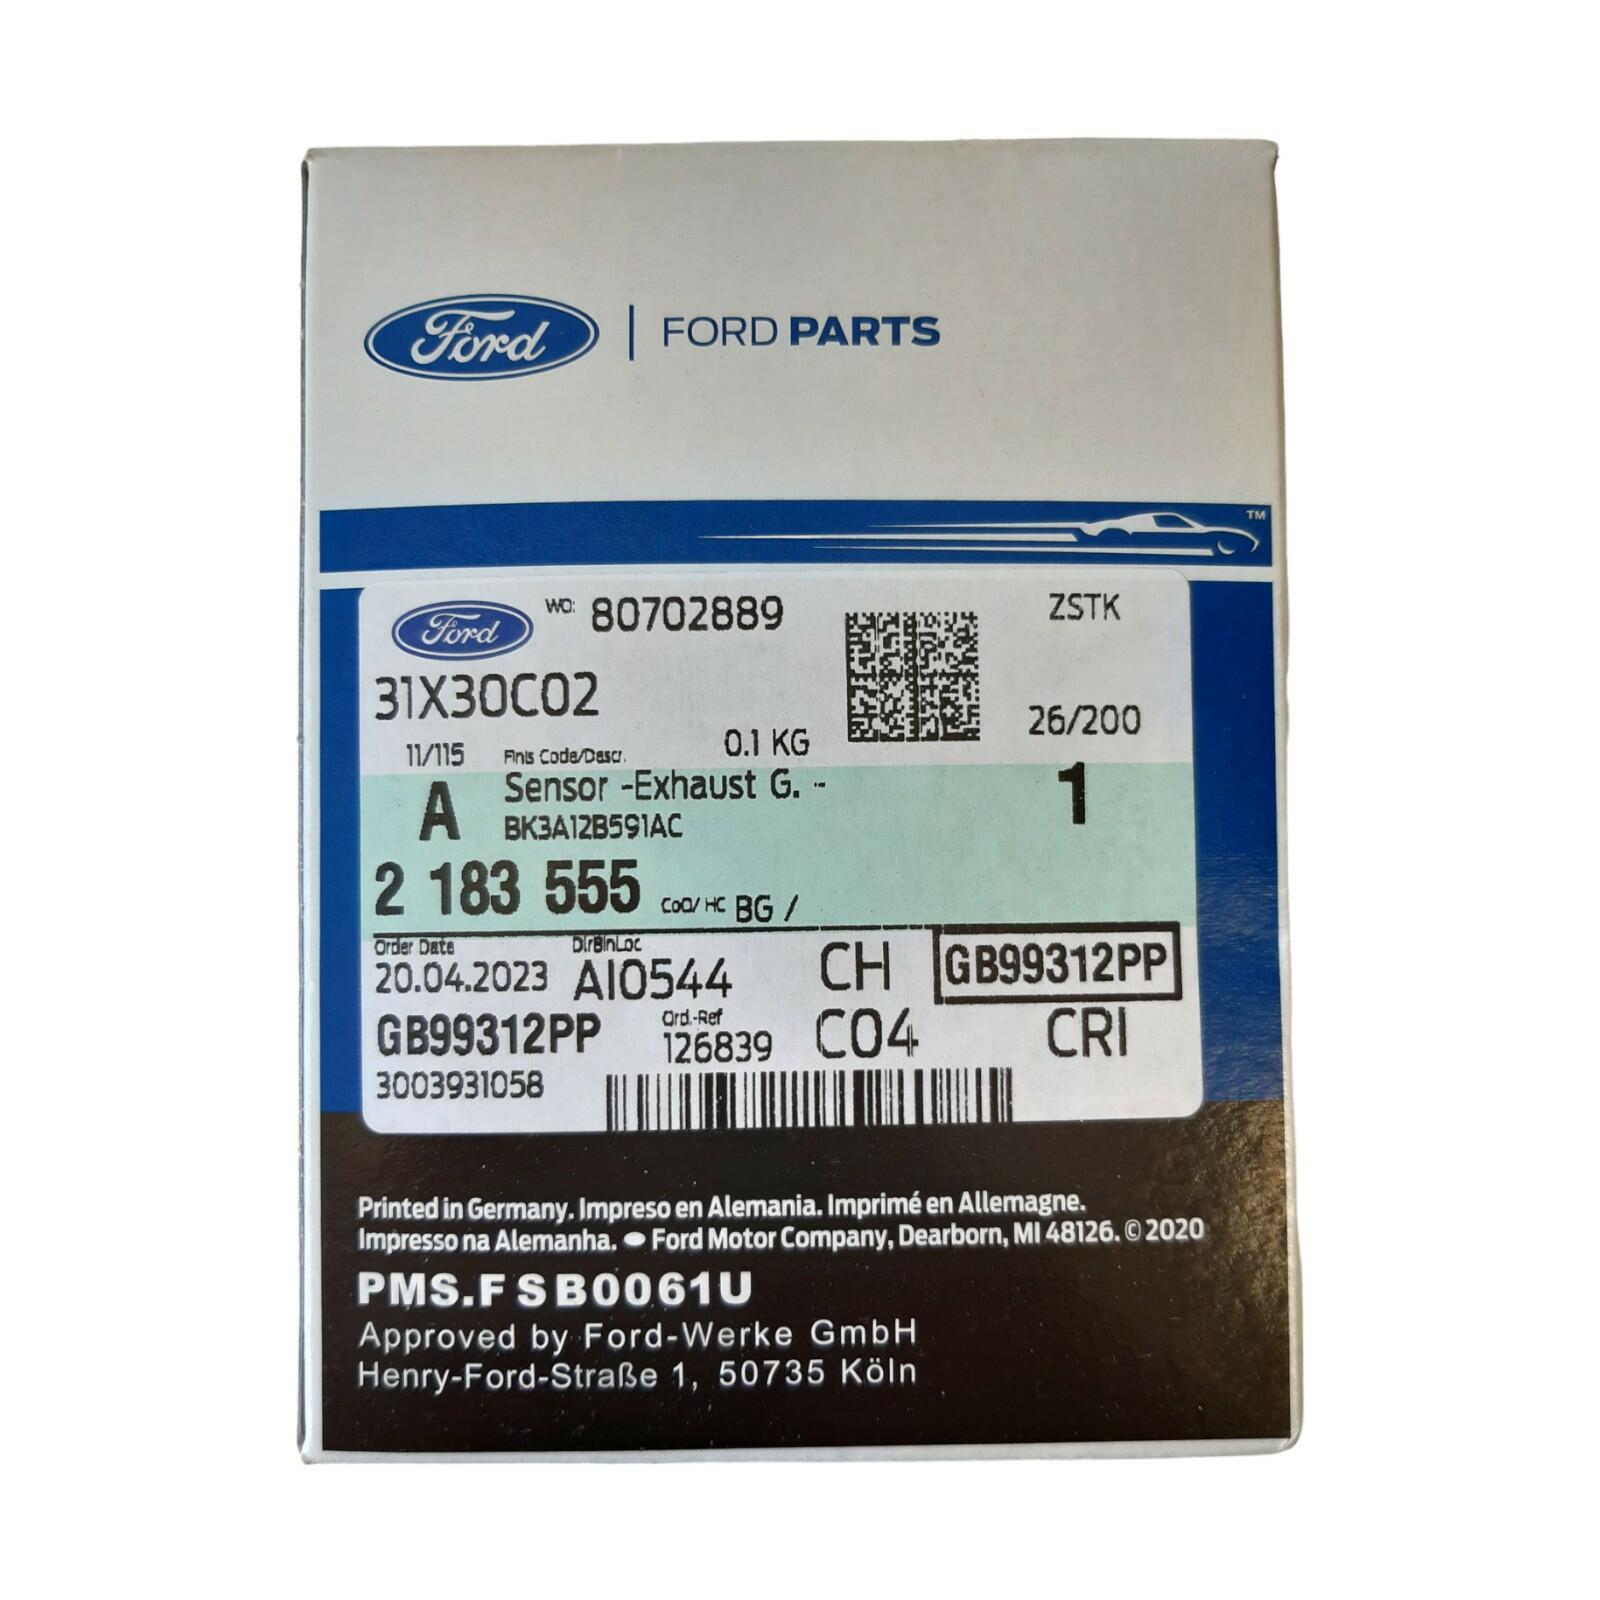 Ford | FORD PARTS
TM
Ford WO: 80702889 ZSTK
31X30C02
26/200
11/115 Finis Code/Descr. 0.1 KG
A Sensor -Exhaust G. -- 1
BK3A12B591AC
2 183 555 CoO/ HC BG /
Order Date DirBinLoc CH GB99312PP
20.04.2023 AI0544
GB99312PP Ord.-Ref C04 CRI
126839
3003931058
Printed in Germany. Impreso en Alemania. Imprimé en Allemagne.
Impresso na Alemanha. Ford Motor Company, Dearborn, MI 48126. © 2020
PMS.F SB0061U
Approved by Ford-Werke GmbH
Henry-Ford-Straße 1, 50735 Köln